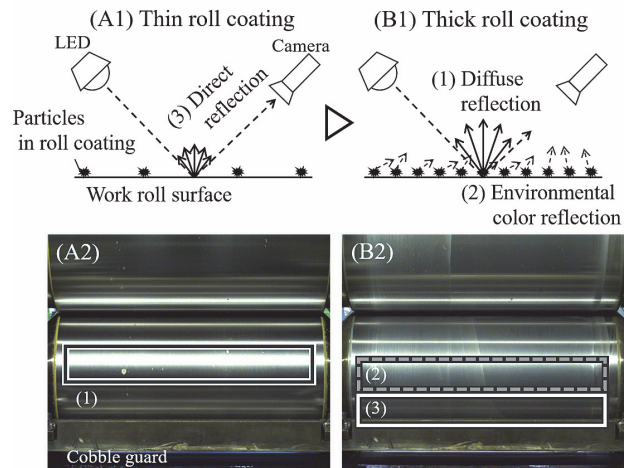 (A1) Thin roll coating
LED
Camera
(3) Direct
reflection
Particles
in roll coating
Work roll surface
(B1) Thick roll coating
(1) Diffuse
reflection
(2) Environmental
color reflection
(A2)
(1)
Cobble guard
(B2)
(2)
(3)